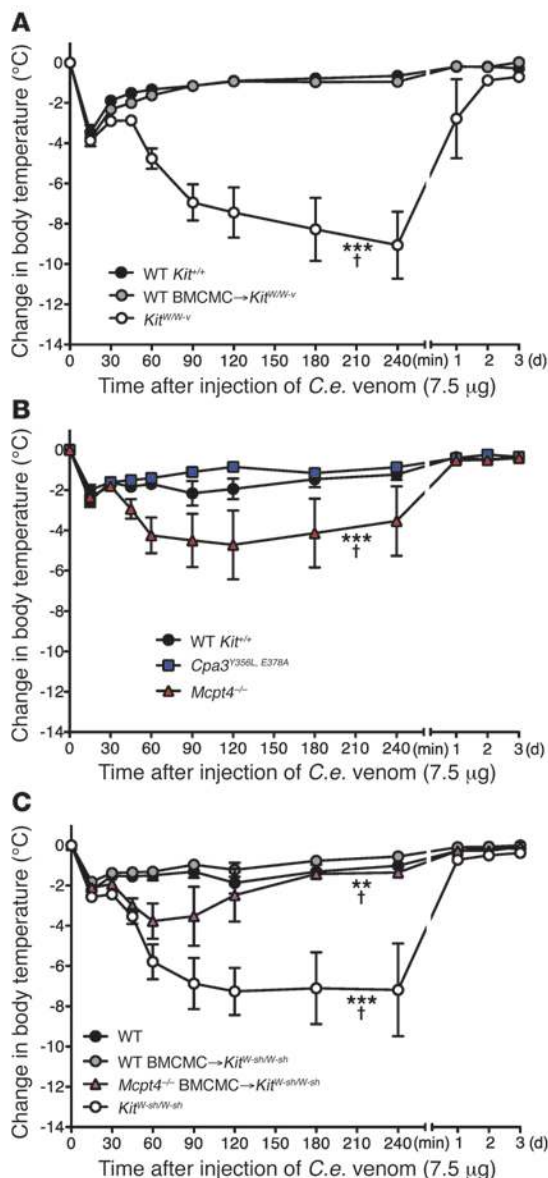 A
Change in body temperature (°C)
0
-2
-4
-6
-8
-10
-12
-14
***
†
WT Kit+/+
WT BMCMC→KitW/W-v
KitW/W-v
0 30 60 90 120 150 180 210 240 (min) 1 2 3 (d)
Time after injection of C.e. venom (7.5 μg)
B
Change in body temperature (°C)
0
-2
-4
-6
-8
-10
-12
-14
***
†
WT Kit+/+
Cpa3Y356L, E378A
Mcpt4–/–
0 30 60 90 120 150 180 210 240 (min) 1 2 3 (d)
Time after injection of C.e. venom (7.5 μg)
C
Change in body temperature (°C)
0
-2
-4
-6
-8
-10
-12
-14
**
†
***
†
WT
WT BMCMC→KitW-sh/W-sh
Mcpt4–/– BMCMC→KitW-sh/W-sh
KitW-sh/W-sh
0 30 60 90 120 150 180 210 240 (min) 1 2 3 (d)
Time after injection of C.e. venom (7.5 μg)